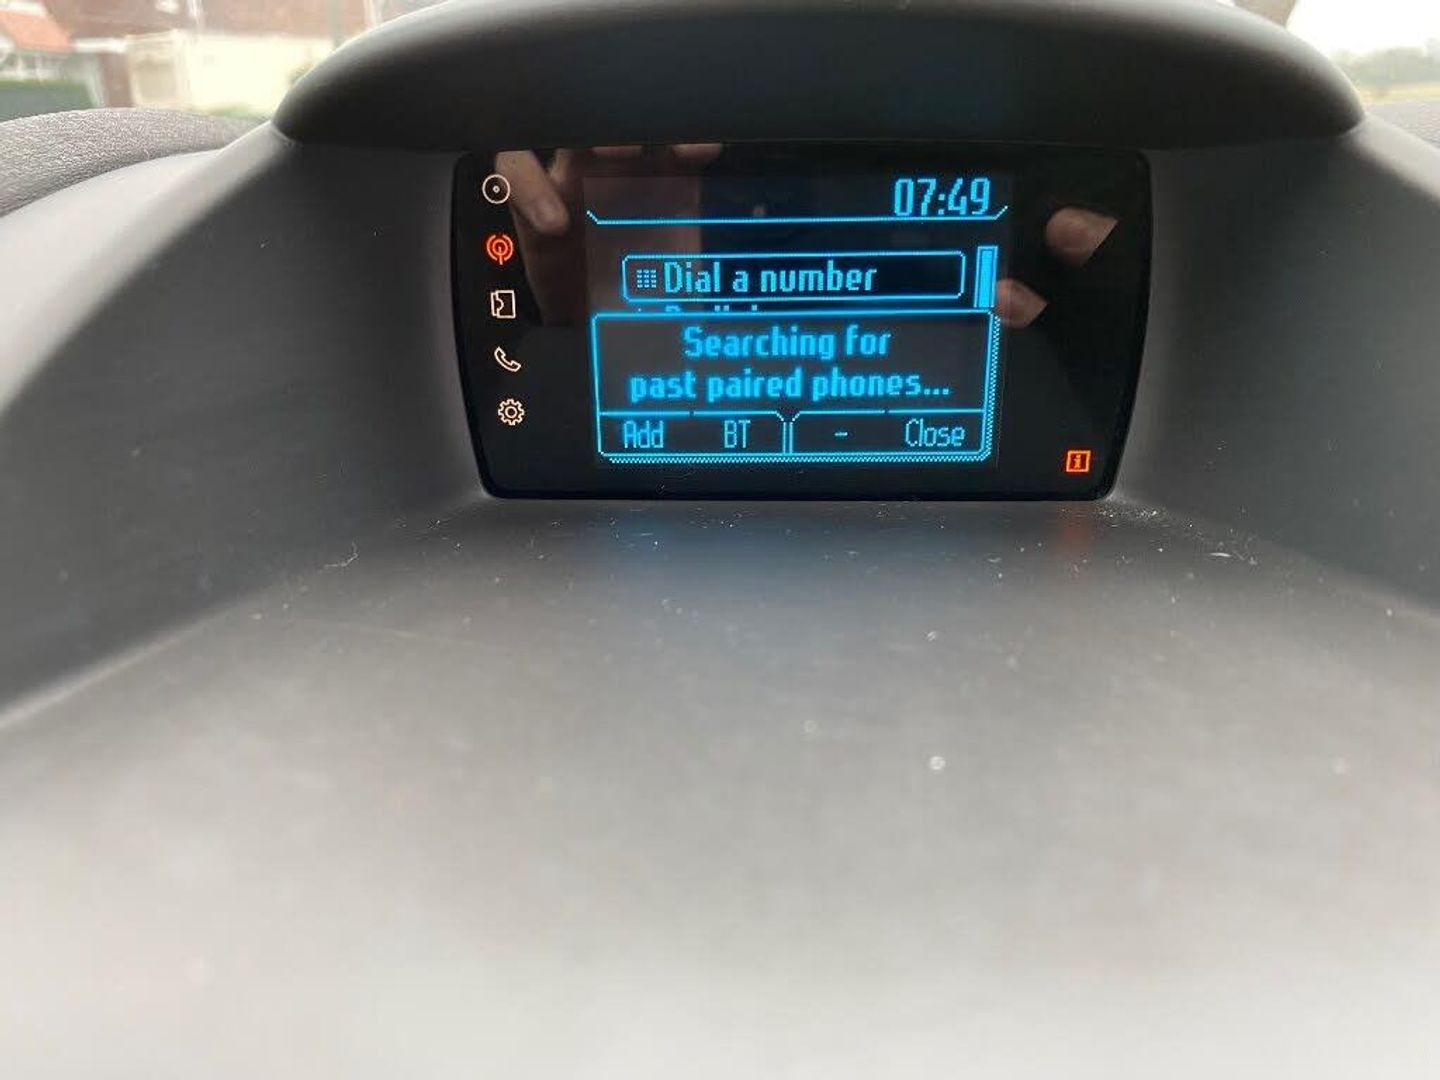 07:49
Dial a number
Searching for
past paired phones...
Add BT - Close
i